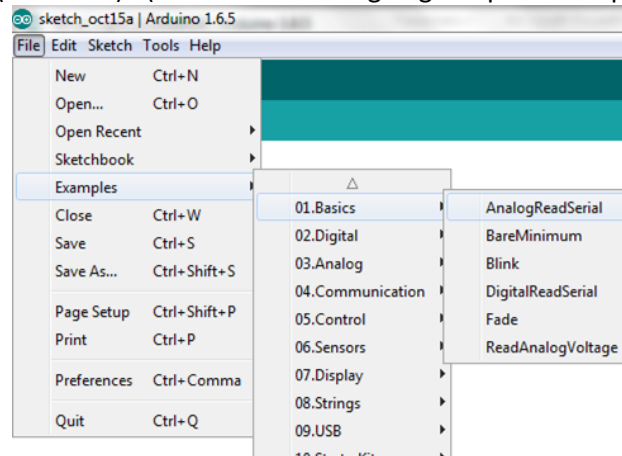 sketch_oct15a | Arduino 1.6.5
File Edit Sketch Tools Help
New Ctrl+N
Open... Ctrl+O
Open Recent
Sketchbook
Examples
Close Ctrl+W
Save Ctrl+S
Save As... Ctrl+Shift+S
Page Setup Ctrl+Shift+P
Print Ctrl+P
Preferences Ctrl+Comma
Quit Ctrl+Q
01.Basics
02.Digital
03.Analog
04.Communication
05.Control
06.Sensors
07.Display
08.Strings
09.USB
AnalogReadSerial
BareMinimum
Blink
DigitalReadSerial
Fade
ReadAnalogVoltage